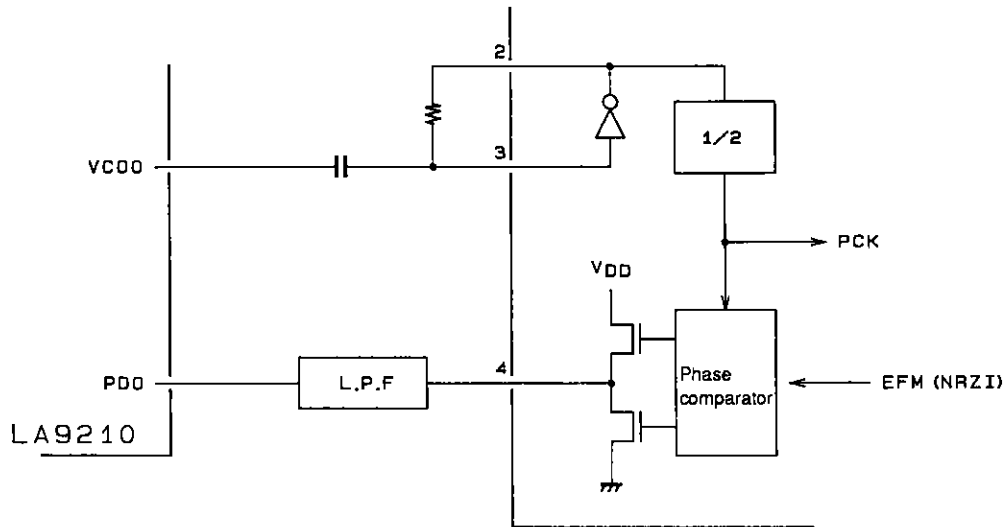 2
1/2
VCOO
3
PCK
VDD
PDO
L.P.F
4
Phase
comparator
EFM (NRZI)
LA9210